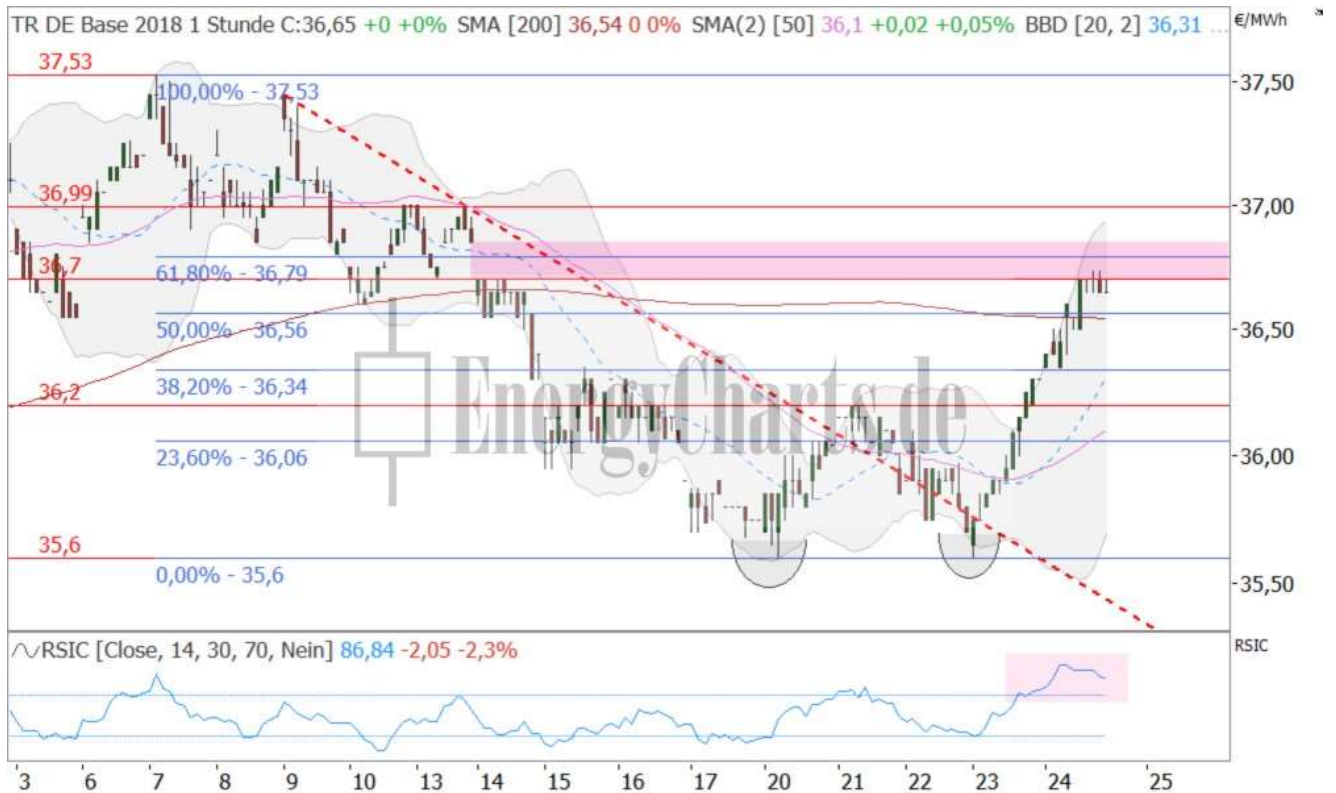 TR DE Base 2018 1 Stunde C:36,65 +0 +0% SMA [200] 36,54 0 0% SMA(2) [50] 36,1 +0,02 +0,05% BBD [20, 2] 36,31 ...
€/MWh
37,53
37,50
100,00% - 37,53
36,99
37,00
36,7
61,80% - 36,79
50,00% - 36,56
36,50
EnergyCharts.de
38,20% - 36,34
36,2
23,60% - 36,06
36,00
35,6
0,00% - 35,6
35,50
RSIC [Close, 14, 30, 70, Nein] 86,84 -2,05 -2,3%
RSIC
3 6 7 8 9 10 13 14 15 16 17 20 21 22 23 24 25